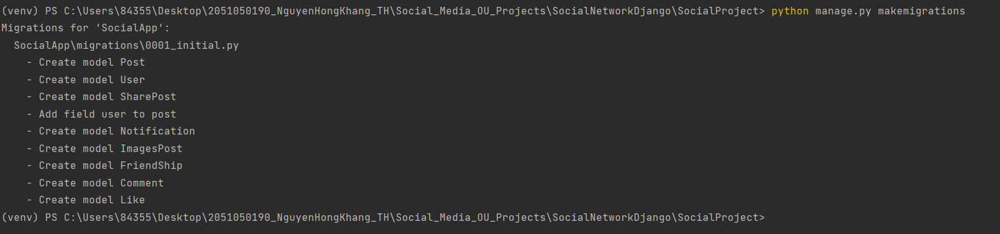 (venv) PS C:\Users\84355\Desktop\2051050190_NguyenHongKhang_TH\Social_Media_OU_Projects\SocialNetworkDjango\SocialProject> python manage.py makemigrations
Migrations for 'SocialApp':
  SocialApp\migrations\0001_initial.py
    - Create model Post
    - Create model User
    - Create model SharePost
    - Add field user to post
    - Create model Notification
    - Create model ImagesPost
    - Create model FriendShip
    - Create model Comment
    - Create model Like
(venv) PS C:\Users\84355\Desktop\2051050190_NguyenHongKhang_TH\Social_Media_OU_Projects\SocialNetworkDjango\SocialProject>